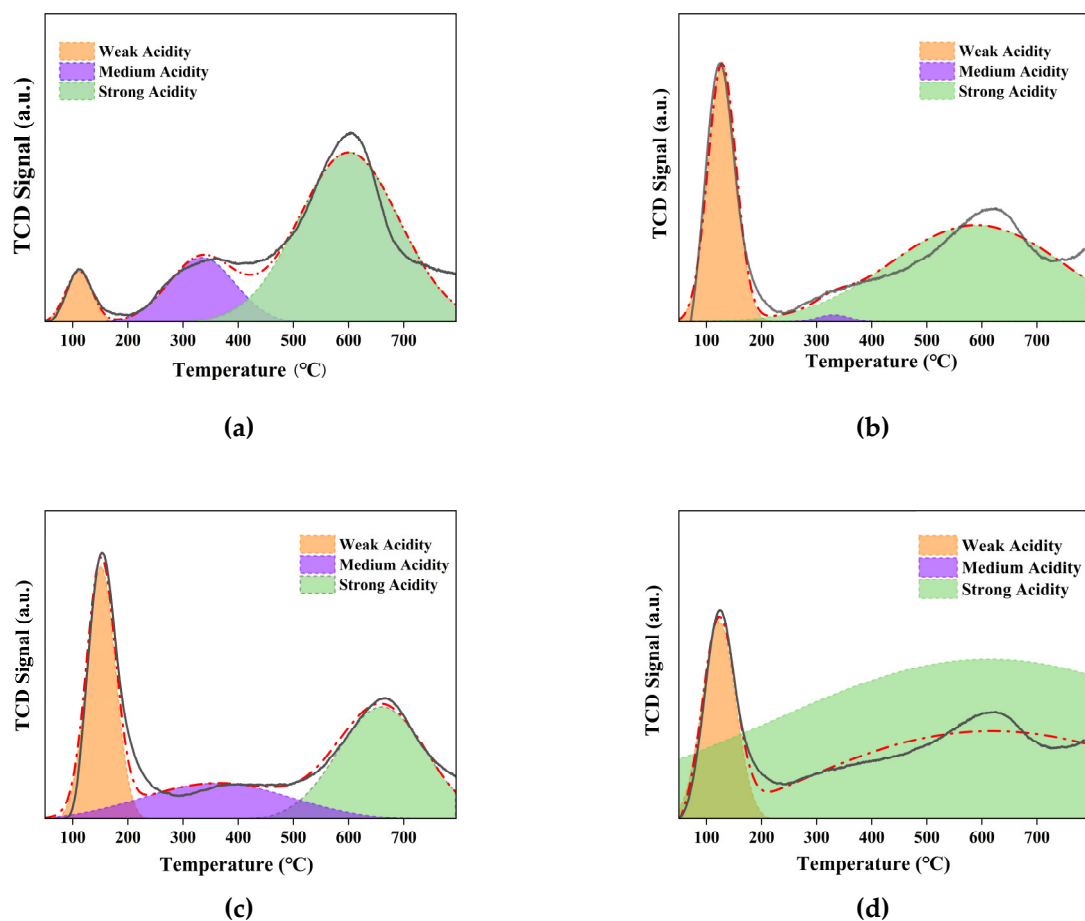 TCD Signal (a.u.)
Weak Acidity
Medium Acidity
Strong Acidity
100 200 300 400 500 600 700
Temperature (℃)
(a)
TCD Signal (a.u.)
Weak Acidity
Medium Acidity
Strong Acidity
100 200 300 400 500 600 700
Temperature (℃)
(b)
TCD Signal (a.u.)
Weak Acidity
Medium Acidity
Strong Acidity
100 200 300 400 500 600 700
Temperature (℃)
(c)
TCD Signal (a.u.)
Weak Acidity
Medium Acidity
Strong Acidity
100 200 300 400 500 600 700
Temperature (℃)
(d)